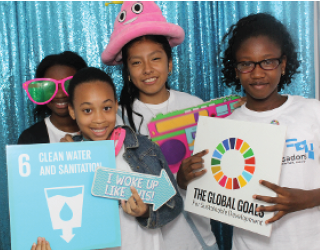 6 CLEAN WATER
AND SANITATION
I WOKE UP
LIKE THIS!
THE GLOBAL GOALS
For Sustainable Development